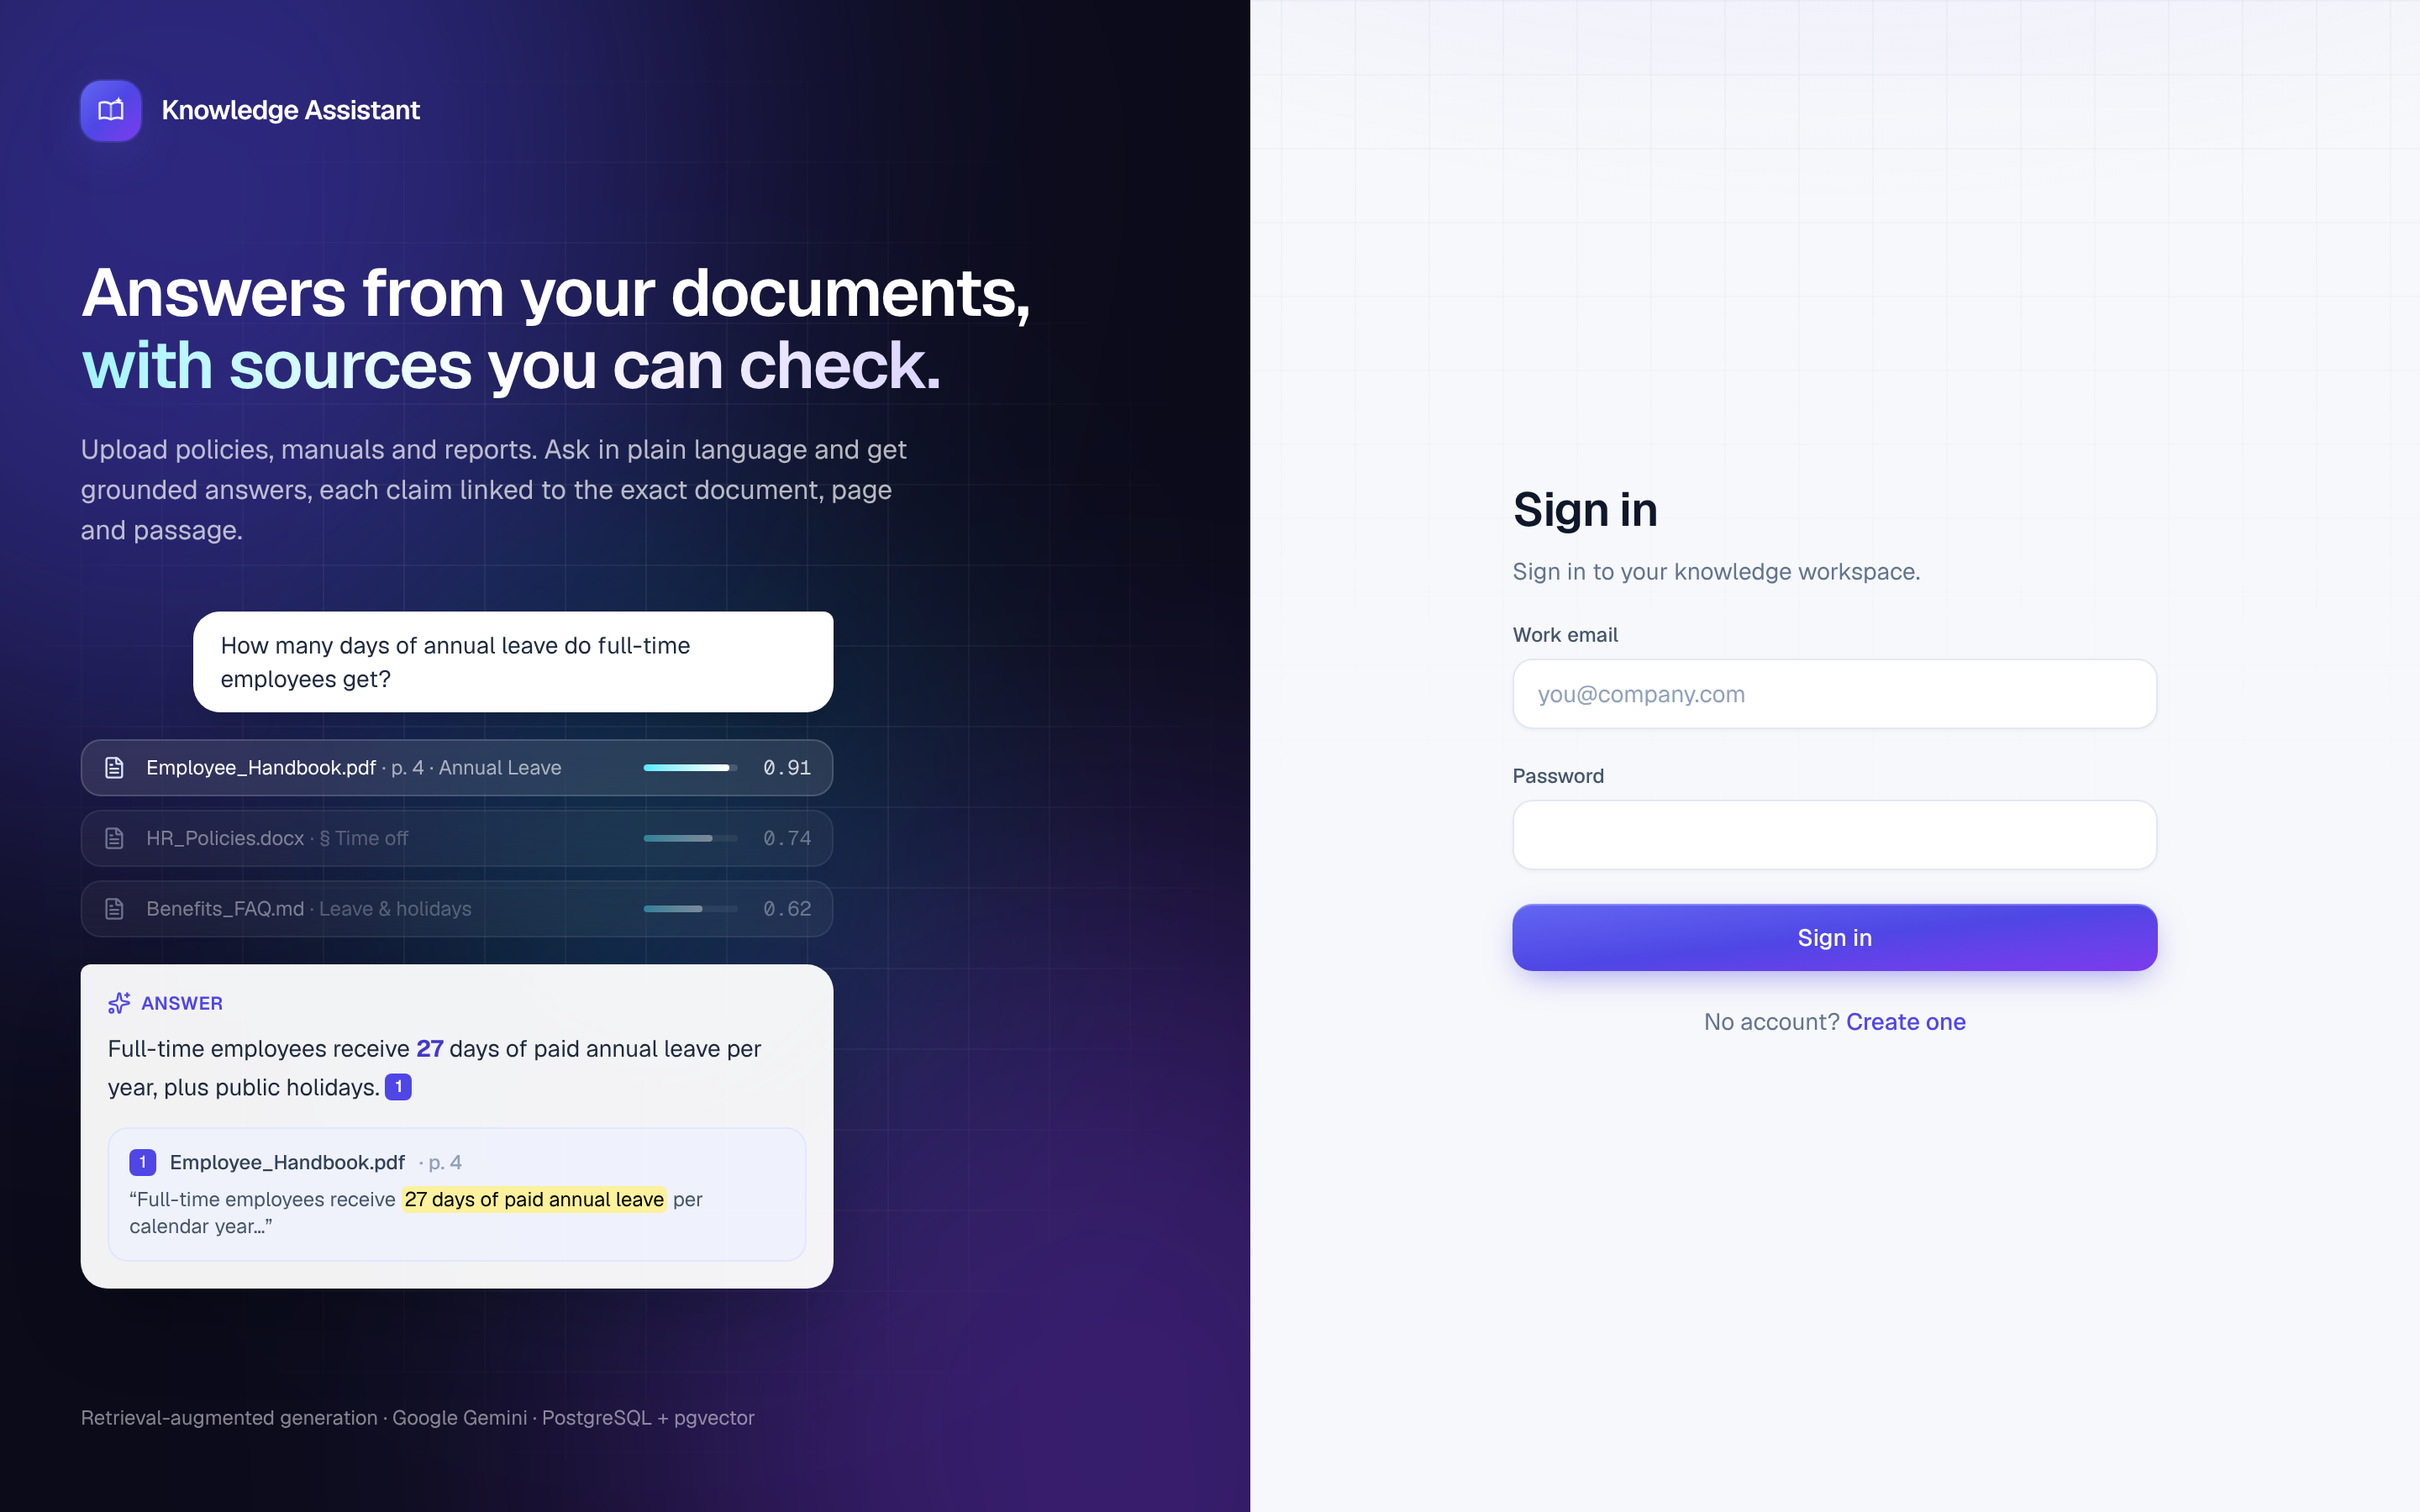 Knowledge Assistant
Answers from your documents,
with sources you can check.
Upload policies, manuals and reports. Ask in plain language and get
grounded answers, each claim linked to the exact document, page
and passage.
How many days of annual leave do full-time
employees get?
Employee_Handbook.pdf · p. 4 · Annual Leave 0.91
HR_Policies.docx · § Time off 0.74
Benefits_FAQ.md · Leave & holidays 0.62
ANSWER
Full-time employees receive 27 days of paid annual leave per
year, plus public holidays. 1
1 Employee_Handbook.pdf · p. 4
“Full-time employees receive 27 days of paid annual leave per
calendar year…”
Retrieval-augmented generation · Google Gemini · PostgreSQL + pgvector
Sign in
Sign in to your knowledge workspace.
Work email
you@company.com
Password
Sign in
No account? Create one